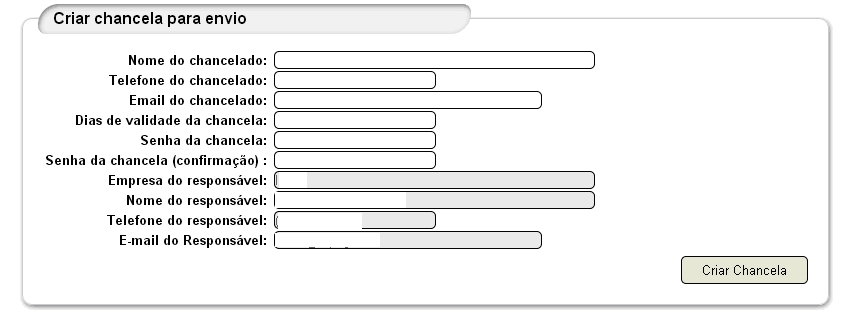 Criar chancela para envio
Nome do chancelado:
Telefone do chancelado:
Email do chancelado:
Dias de validade da chancela:
Senha da chancela:
Senha da chancela (confirmação) :
Empresa do responsável:
Nome do responsável:
Telefone do responsável:
E-mail do Responsável:
Criar Chancela